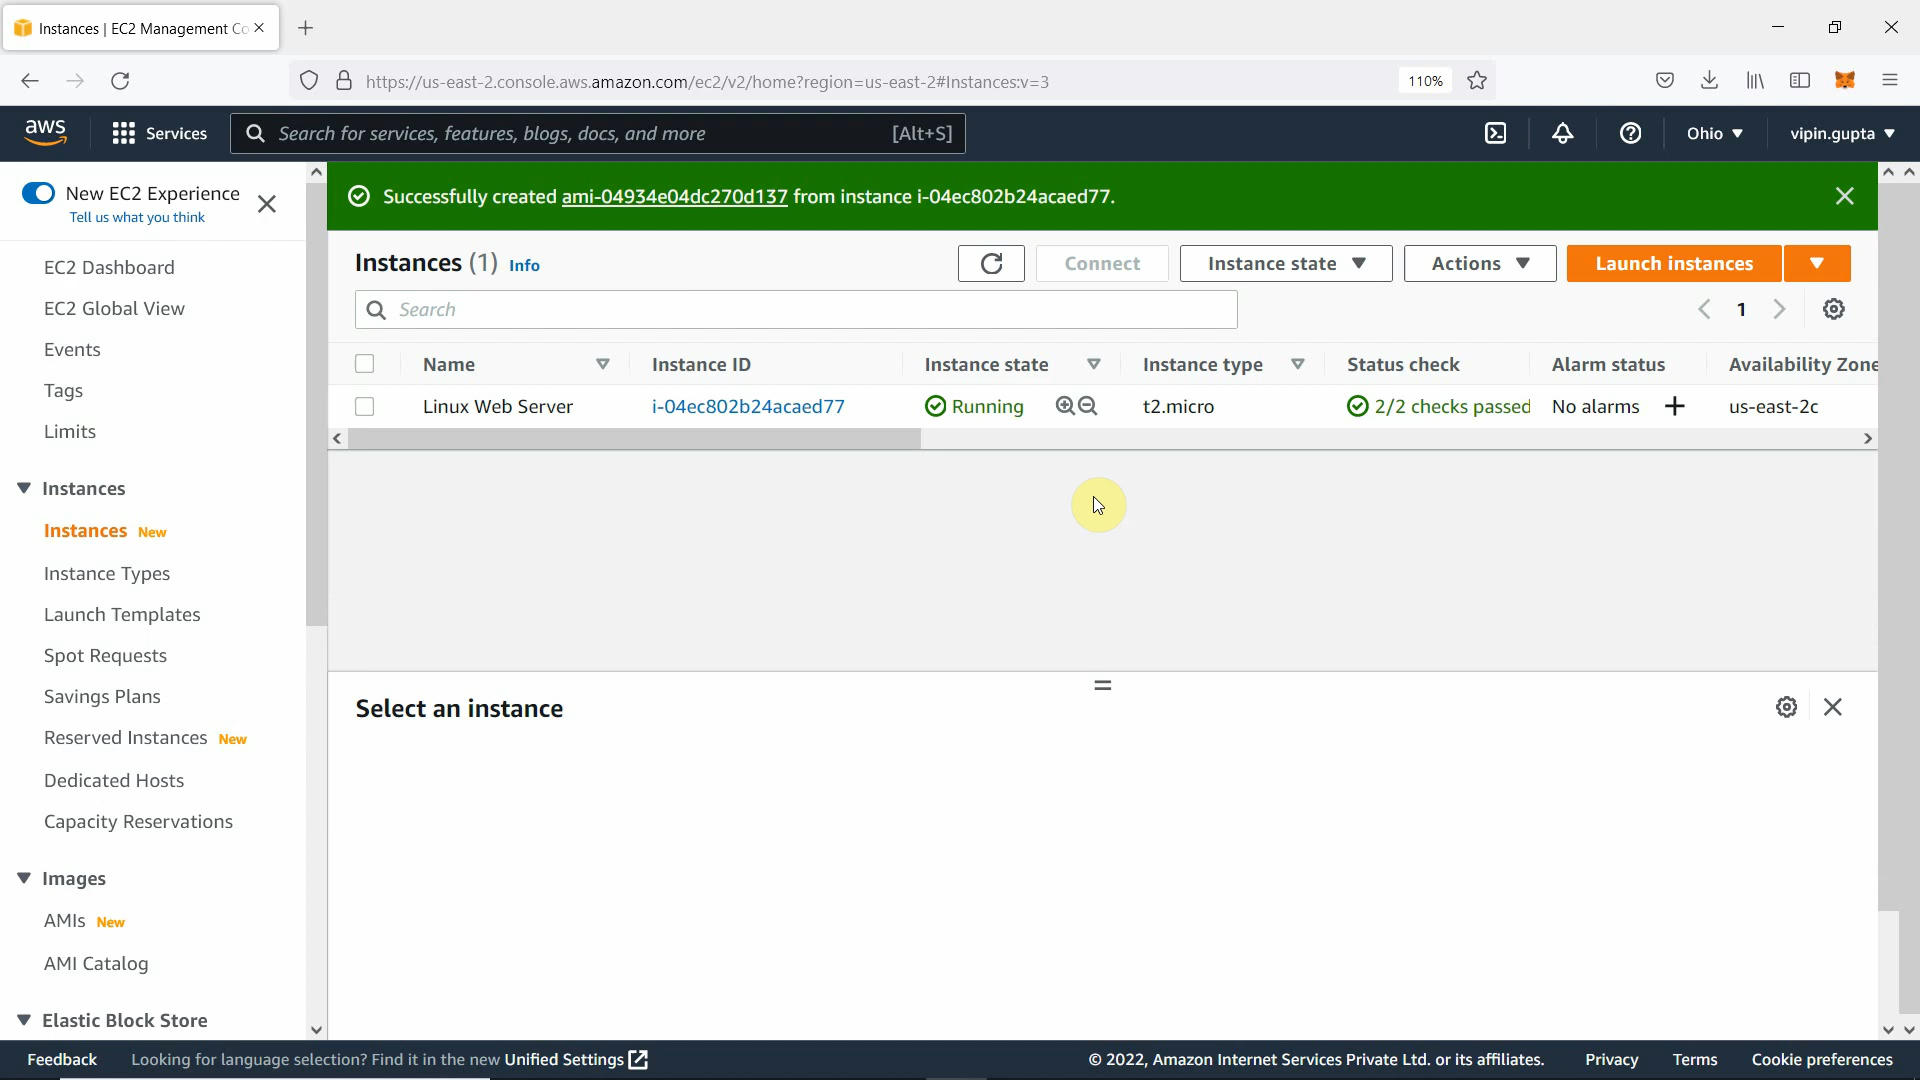 Instances | EC2 Management Co
https://us-east-2.console.aws.amazon.com/ec2/v2/home?region=us-east-2#Instances:v=3
110%
aws
Services
Search for services, features, blogs, docs, and more
[Alt+S]
Ohio
vipin.gupta
New EC2 Experience
Tell us what you think
EC2 Dashboard
EC2 Global View
Events
Tags
Limits
Instances
Instances New
Instance Types
Launch Templates
Spot Requests
Savings Plans
Reserved Instances New
Dedicated Hosts
Capacity Reservations
Images
AMIs New
AMI Catalog
Elastic Block Store
Successfully created ami-04934e04dc270d137 from instance i-04ec802b24acaed77.
Instances (1) Info
Connect
Instance state
Actions
Launch instances
Search
1
Name Instance ID Instance state Instance type Status check Alarm status Availability Zone
Linux Web Server i-04ec802b24acaed77 Running t2.micro 2/2 checks passed No alarms + us-east-2c
Select an instance
Feedback Looking for language selection? Find it in the new Unified Settings © 2022, Amazon Internet Services Private Ltd. or its affiliates. Privacy Terms Cookie preferences